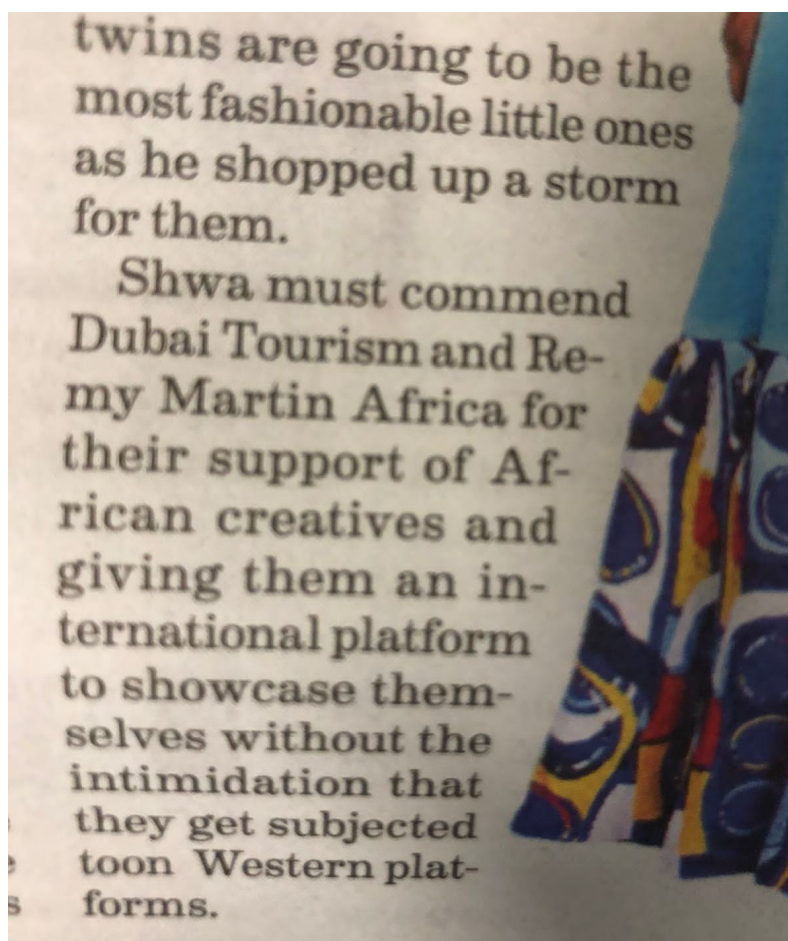 twins are going to be the
most fashionable little ones
as he shopped up a storm
for them.
Shwa must commend
Dubai Tourism and Re-
my Martin Africa for
their support of Af-
rican creatives and
giving them an in-
ternational platform
to showcase them-
selves without the
intimidation that
they get subjected
toon Western plat-
forms.